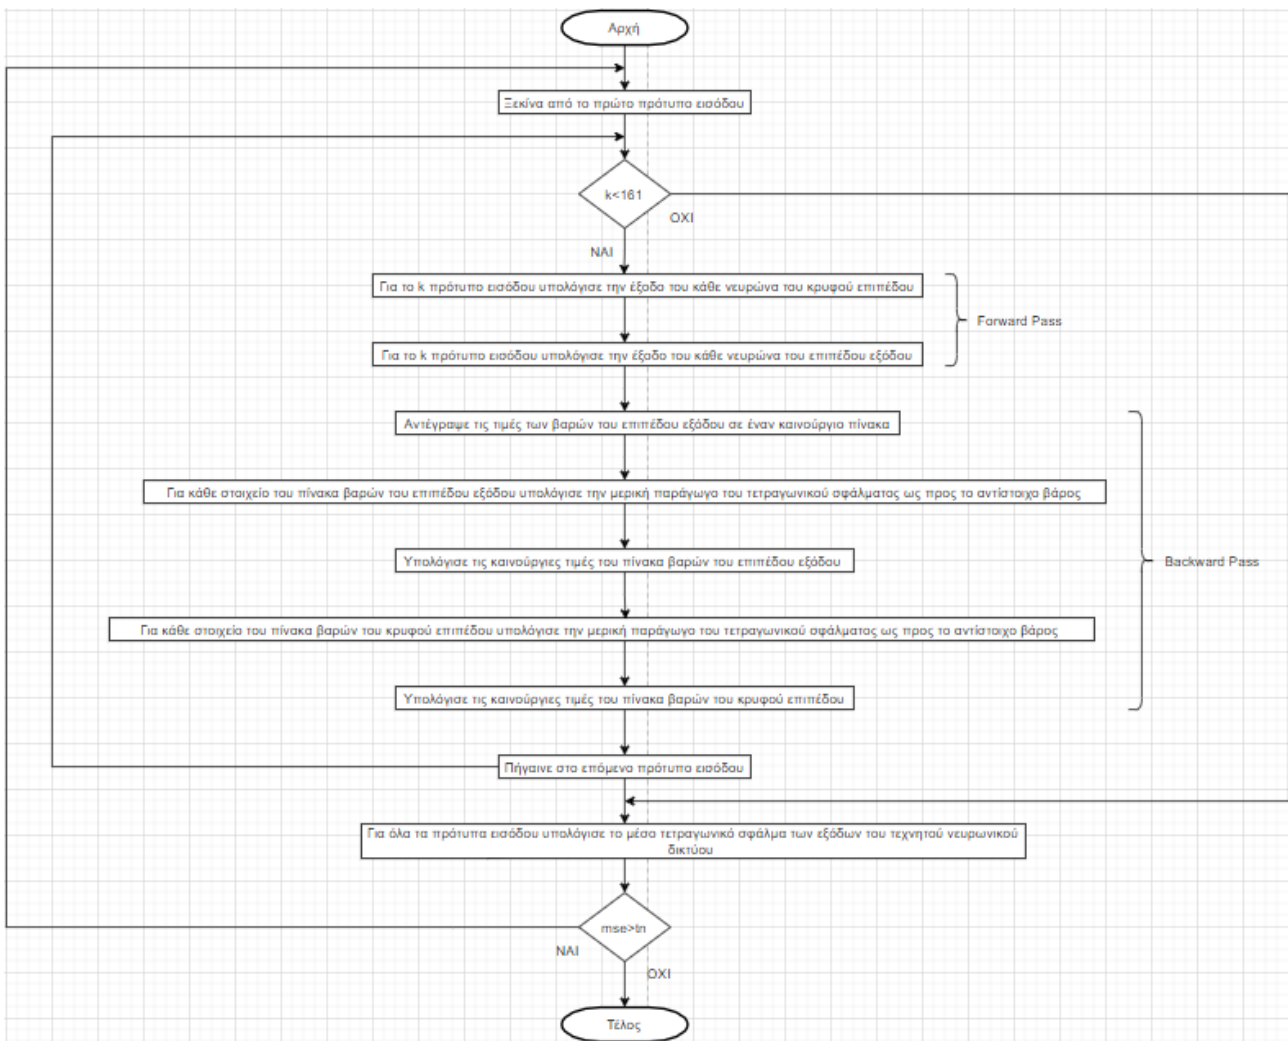 Αρχή
Ξεκίνα από το πρώτο πρότυπο εισόδου
k<161
ΟΧΙ
ΝΑΙ
Για το k πρότυπο εισόδου υπολόγισε την έξοδο του κάθε νευρώνα του κρυφού επιπέδου
Forward Pass
Για το k πρότυπο εισόδου υπολόγισε την έξοδο του κάθε νευρώνα του επιπέδου εξόδου
Αντέγραψε τις τιμές των βαρών του επιπέδου εξόδου σε έναν καινούργιο πίνακα
Για κάθε στοιχείο του πίνακα βαρών του επιπέδου εξόδου υπολόγισε την μερική παράγωγο του τετραγωνικού σφάλματος ως προς το αντίστοιχο βάρος
Υπολόγισε τις καινούργιες τιμές του πίνακα βαρών του επιπέδου εξόδου
Backward Pass
Για κάθε στοιχείο του πίνακα βαρών του κρυφού επιπέδου υπολόγισε την μερική παράγωγο του τετραγωνικού σφάλματος ως προς το αντίστοιχο βάρος
Υπολόγισε τις καινούργιες τιμές του πίνακα βαρών του κρυφού επιπέδου
Πήγαινε στο επόμενο πρότυπο εισόδου
Για όλα τα πρότυπα εισόδου υπολόγισε το μέσο τετραγωνικό σφάλμα των εξόδων του τεχνητού νευρωνικού
δικτύου
mse>tn
ΝΑΙ
ΟΧΙ
Τέλος